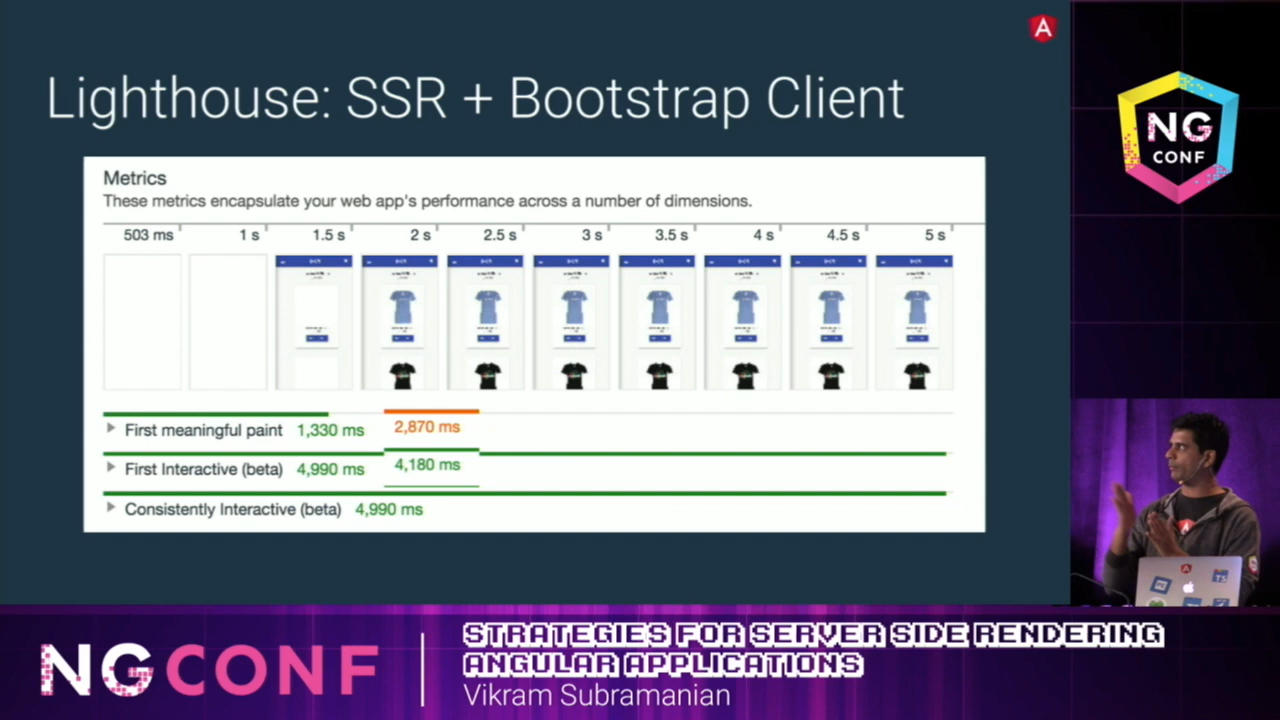 Lighthouse: SSR + Bootstrap Client
Metrics
These metrics encapsulate your web app's performance across a number of dimensions.
503 ms 1 s 1.5 s 2 s 2.5 s 3 s 3.5 s 4 s 4.5 s 5 s
First meaningful paint 1,330 ms 2,870 ms
First Interactive (beta) 4,990 ms 4,180 ms
Consistently Interactive (beta) 4,990 ms
A
NG
CONF
TS
NGCONF
STRATEGIES FOR SERVER SIDE RENDERING
ANGULAR APPLICATIONS
Vikram Subramanian